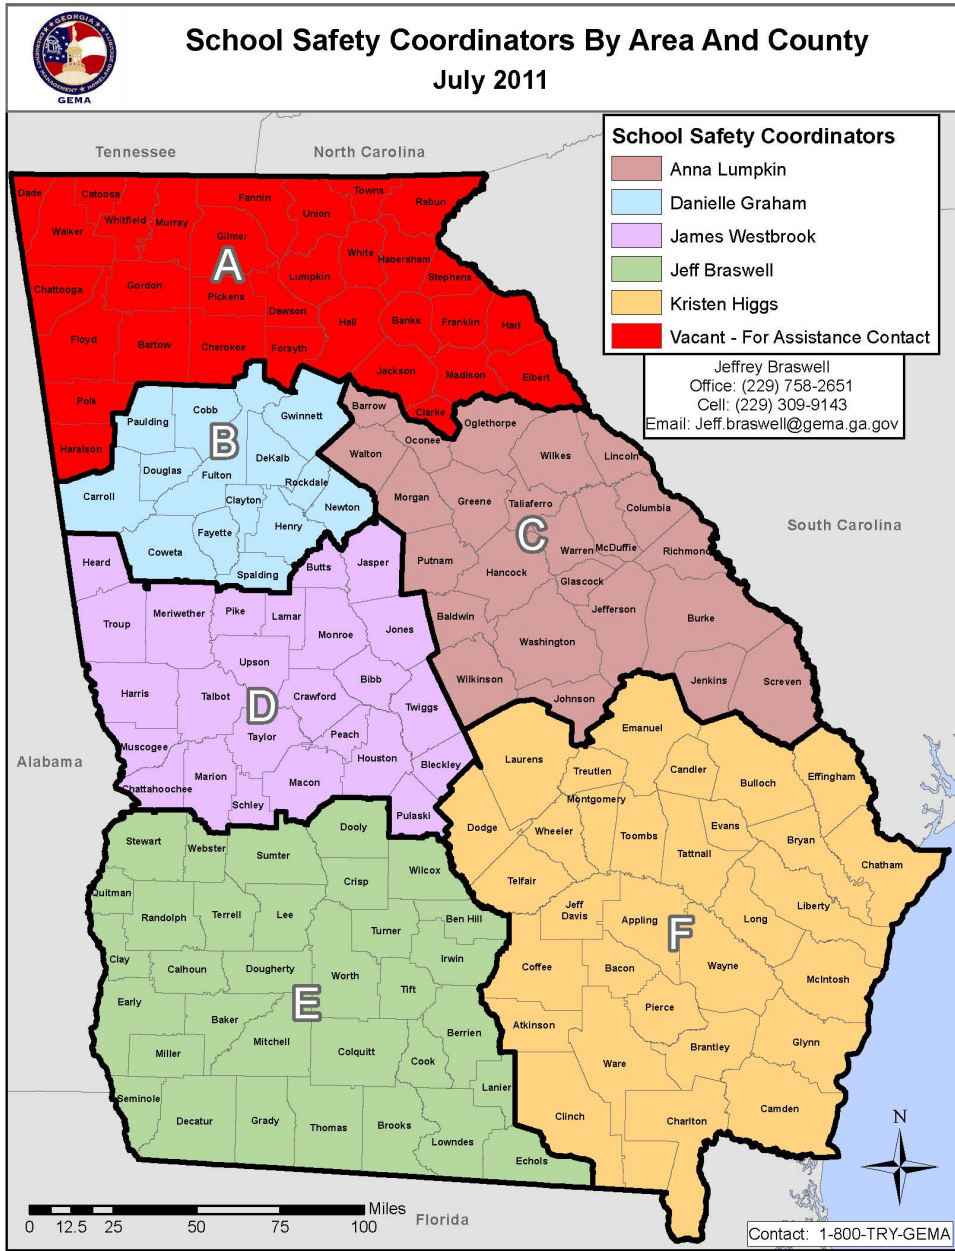 GEORGIA
EMERGENCY MANAGEMENT ★ HOMELAND SECURITY
GEMA
School Safety Coordinators By Area And County
July 2011
Tennessee
North Carolina
School Safety Coordinators
Anna Lumpkin
Danielle Graham
James Westbrook
Jeff Braswell
Kristen Higgs
Vacant - For Assistance Contact
Jeffrey Braswell
Office: (229) 758-2651
Cell: (229) 309-9143
Email: Jeff.braswell@gema.ga.gov
Dade
Catoosa
Fannin
Towns
Rabun
Walker
Whitfield
Murray
Union
Gilmer
A
White
Habersham
Stephens
Chattooga
Gordon
Pickens
Lumpkin
Dawson
Floyd
Bartow
Cherokee
Forsyth
Hall
Banks
Franklin
Hart
Jackson
Madison
Elbert
Polk
Clarke
Haralson
Paulding
Cobb
Gwinnett
B
Douglas
Fulton
DeKalb
Rockdale
Carroll
Clayton
Newton
Fayette
Henry
Coweta
Spalding
Barrow
Oconee
Oglethorpe
Walton
Wilkes
Lincoln
Morgan
Greene
Taliaferro
Columbia
C
Putnam
Hancock
Warren
McDuffie
Richmond
Glascock
Baldwin
Jefferson
Burke
Washington
Wilkinson
Johnson
Jenkins
Screven
South Carolina
Heard
Butts
Jasper
Troup
Meriwether
Pike
Lamar
Monroe
Jones
Upson
Harris
Talbot
D
Crawford
Bibb
Twiggs
Muscogee
Taylor
Peach
Houston
Bleckley
Chattahoochee
Marion
Macon
Schley
Pulaski
Alabama
Stewart
Webster
Sumter
Dooly
Crisp
Wilcox
Quitman
Randolph
Terrell
Lee
Turner
Ben Hill
Irwin
Clay
Calhoun
Dougherty
Worth
Tift
E
Early
Baker
Mitchell
Berrien
Miller
Colquitt
Cook
Lanier
Seminole
Decatur
Grady
Thomas
Brooks
Lowndes
Echols
Laurens
Emanuel
Treutlen
Candler
Bulloch
Effingham
Montgomery
Dodge
Wheeler
Toombs
Evans
Bryan
Tattnall
Chatham
Telfair
Jeff
Davis
Appling
F
Long
Liberty
Coffee
Bacon
Wayne
McIntosh
Atkinson
Pierce
Ware
Brantley
Glynn
Clinch
Charlton
Camden
N
Miles
0 12.5 25 50 75 100
Florida
Contact: 1-800-TRY-GEMA